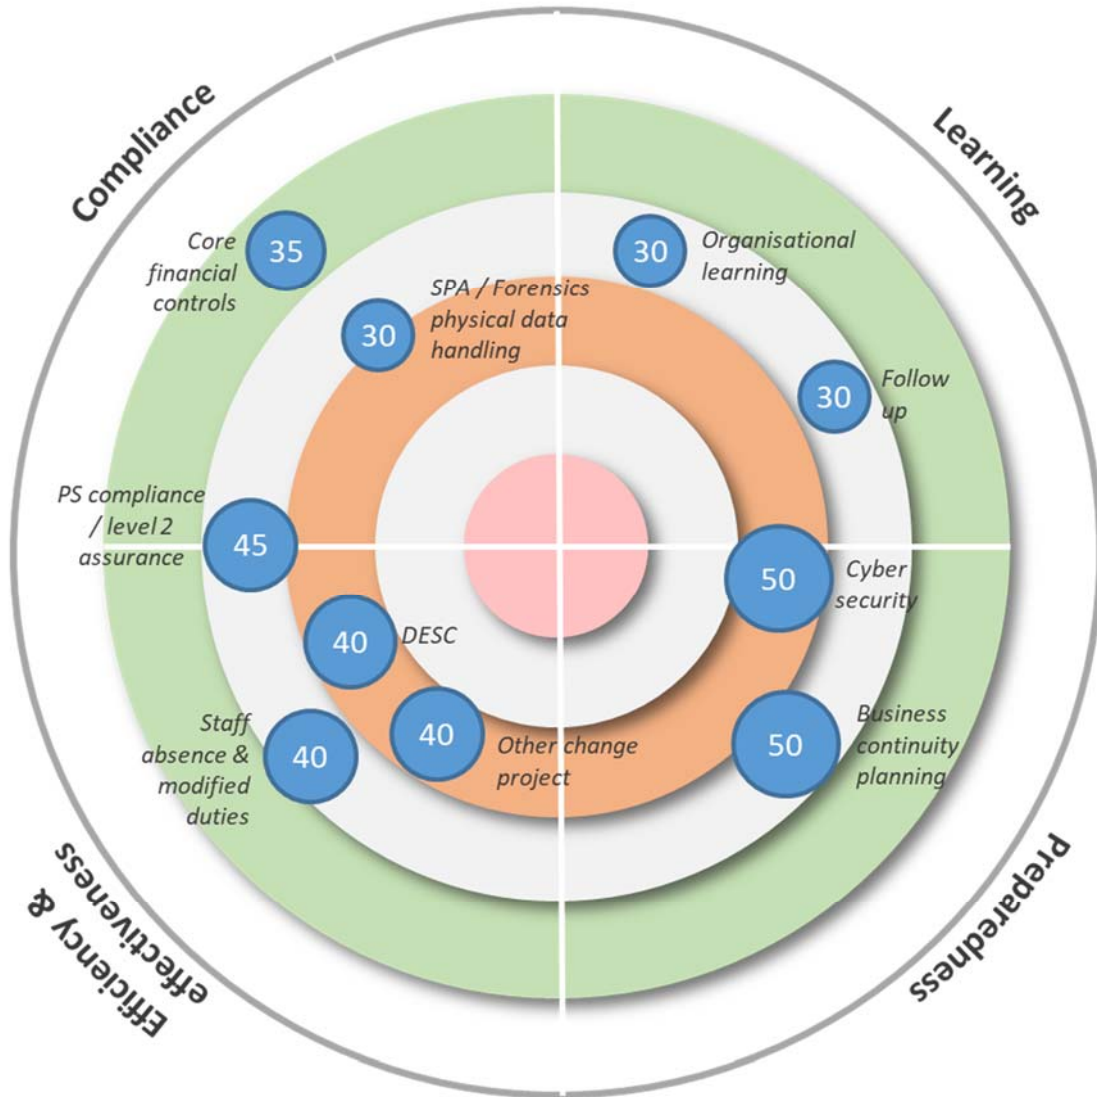 Compliance
Learning
Core
financial
controls
35
30
Organisational
learning
SPA / Forensics
physical data
handling
30
30
Follow
up
PS compliance
/ level 2
assurance
45
50
Cyber
security
40
DESC
Staff
absence &
modified
duties
40
40
Other change
project
50
Business
continuity
planning
Efficiency &
effectiveness
Preparedness